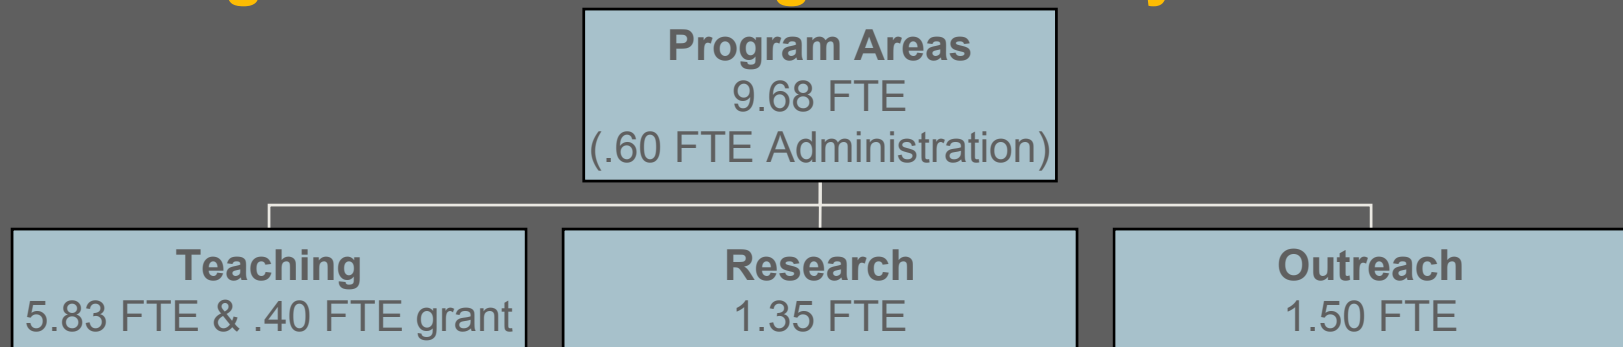 Program Areas
9.68 FTE
(.60 FTE Administration)
Teaching
5.83 FTE & .40 FTE grant
Research
1.35 FTE
Outreach
1.50 FTE